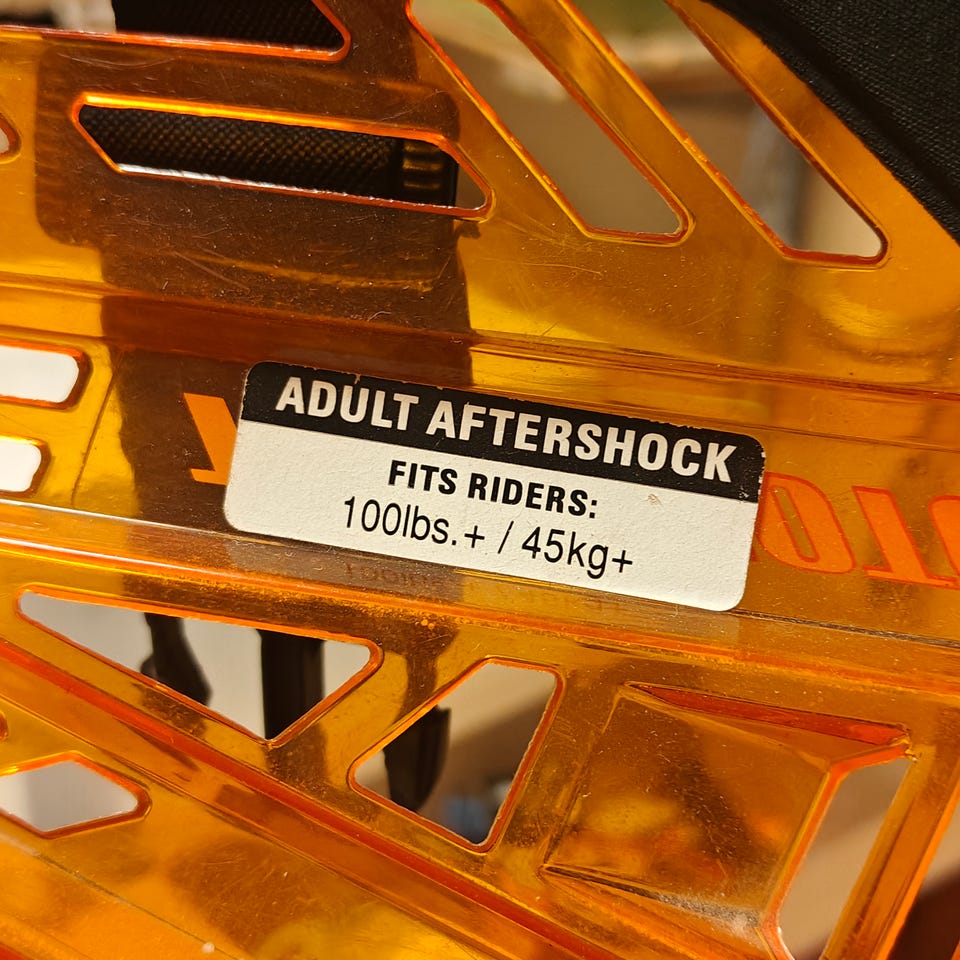 ADULT AFTERSHOCK
FITS RIDERS:
100lbs.+ / 45kg+